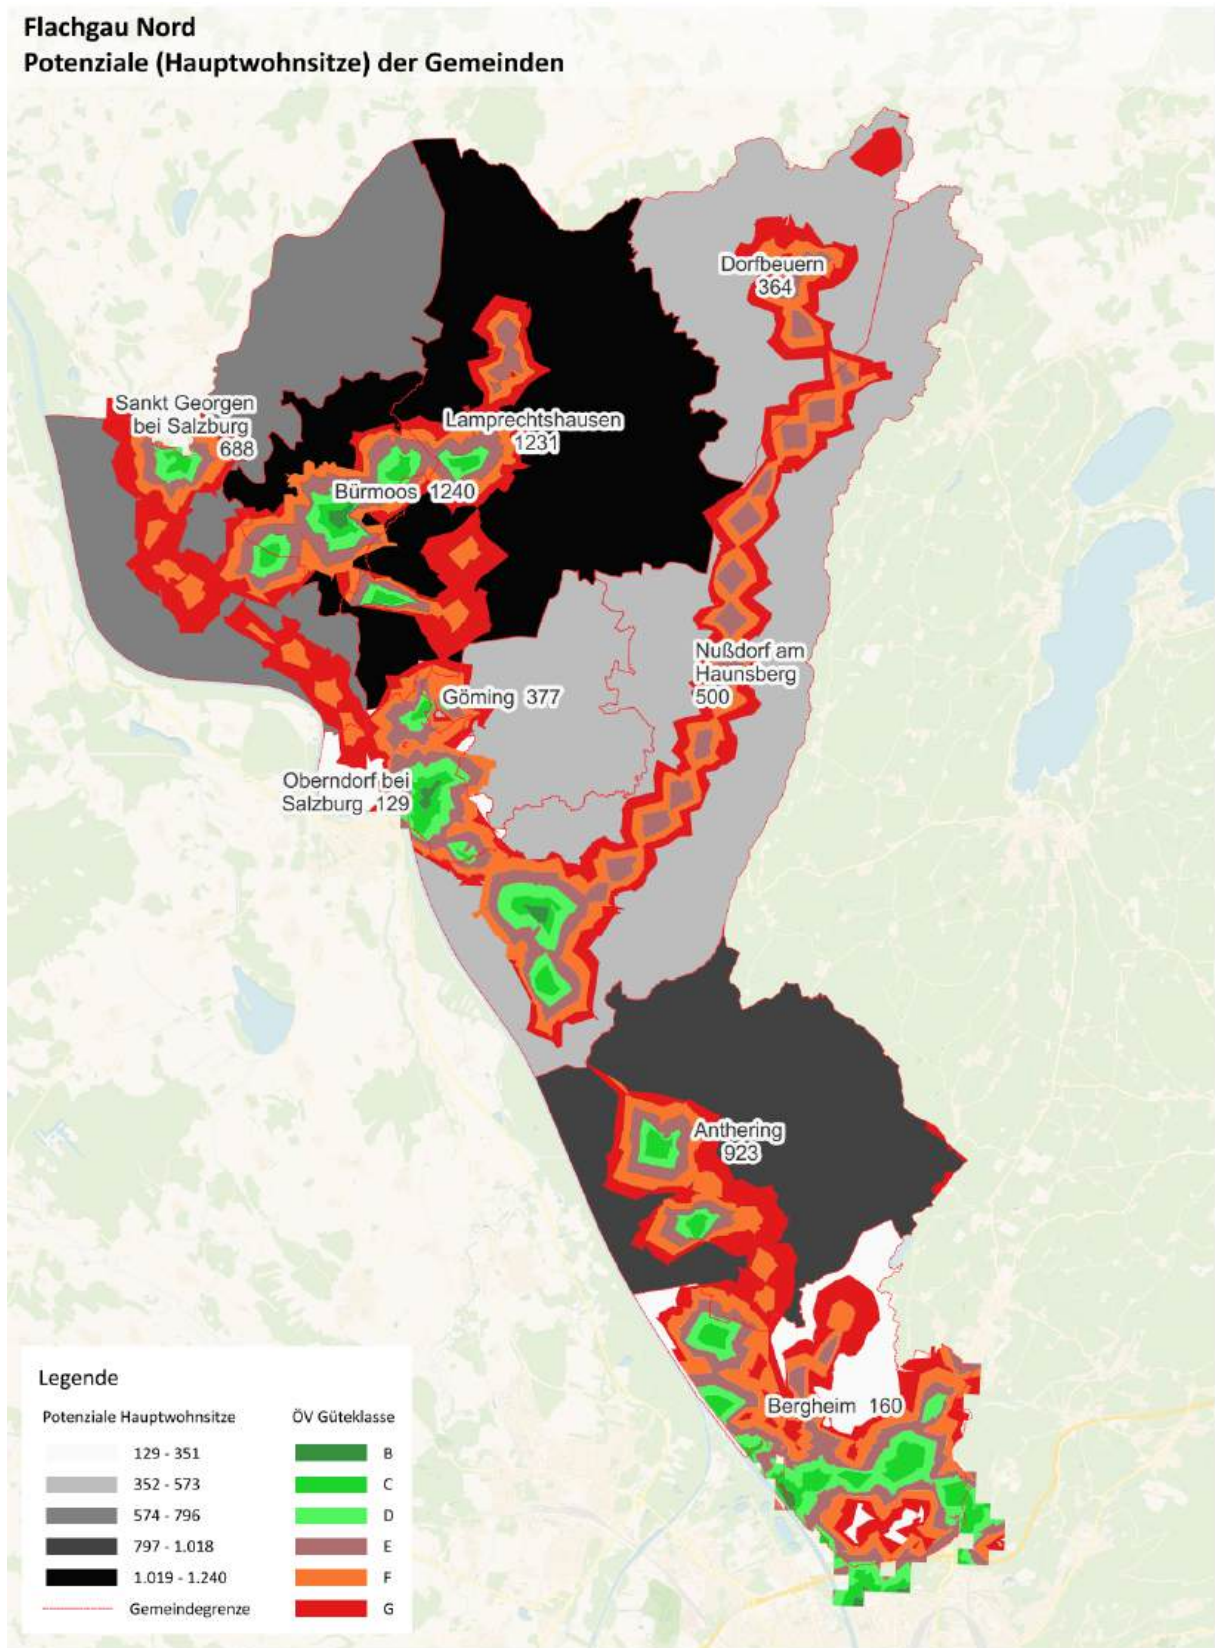 Flachgau Nord
Potenziale (Hauptwohnsitze) der Gemeinden
Dorfbeuern
364
Sankt Georgen
bei Salzburg
688
Lamprechtshausen
1231
Bürmoos 1240
Nußdorf am
Haunsberg
500
Göming 377
Oberndorf bei
Salzburg 129
Anthering
923
Bergheim 160
Legende
Potenziale Hauptwohnsitze
129 - 351
352 - 573
574 - 796
797 - 1.018
1.019 - 1.240
Gemeindegrenze
ÖV Güteklasse
B
C
D
E
F
G